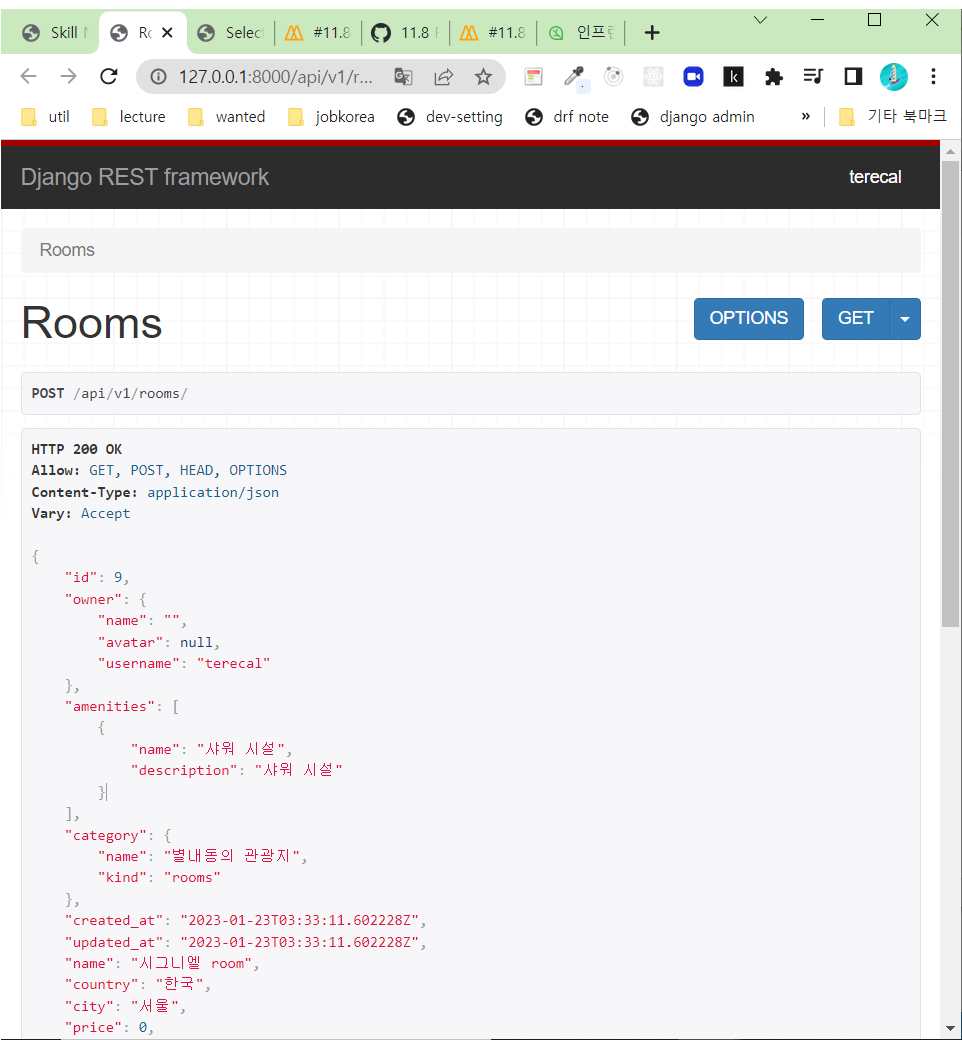 Skill
Ro
Selec
#11.8
11.8
#11.8
인프런
127.0.0.1:8000/api/v1/r...
util
lecture
wanted
jobkorea
dev-setting
drf note
django admin
»
기타 북마크
Django REST framework
terecal
Rooms
Rooms
OPTIONS
GET
POST /api/v1/rooms/
HTTP 200 OK
Allow: GET, POST, HEAD, OPTIONS
Content-Type: application/json
Vary: Accept
{
"id": 9,
"owner": {
"name": "",
"avatar": null,
"username": "terecal"
},
"amenities": [
{
"name": "샤워 시설",
"description": "샤워 시설"
}
],
"category": {
"name": "별내동의 관광지",
"kind": "rooms"
},
"created_at": "2023-01-23T03:33:11.602228Z",
"updated_at": "2023-01-23T03:33:11.602228Z",
"name": "시그니엘 room",
"country": "한국",
"city": "서울",
"price": 0,